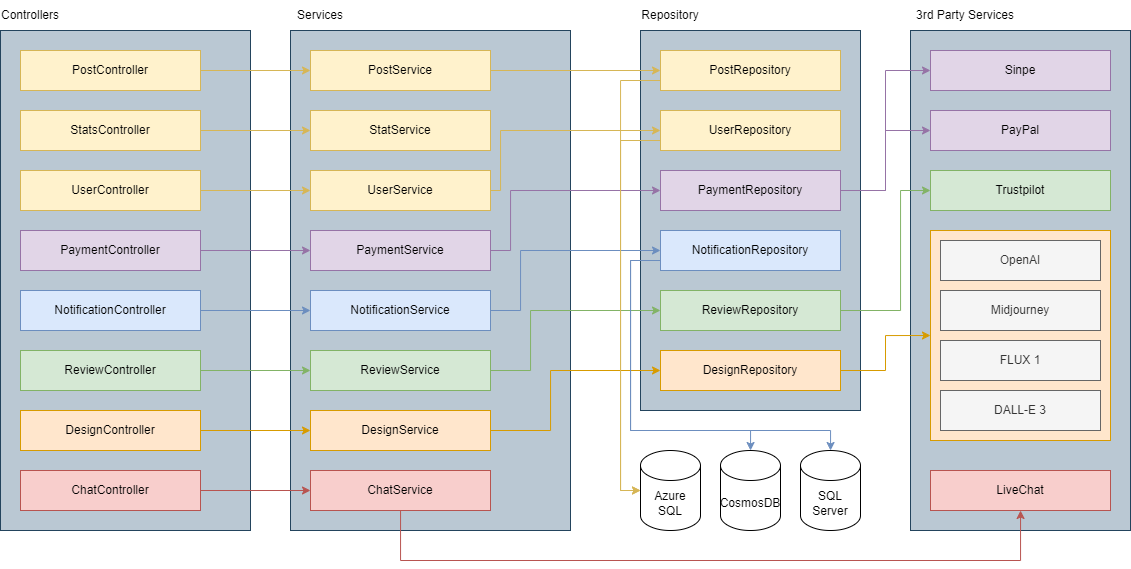 Controllers
PostController
StatsController
UserController
PaymentController
NotificationController
ReviewController
DesignController
ChatController
Services
PostService
StatService
UserService
PaymentService
NotificationService
ReviewService
DesignService
ChatService
Repository
PostRepository
UserRepository
PaymentRepository
NotificationRepository
ReviewRepository
DesignRepository
Azure
SQL
CosmosDB
SQL
Server
3rd Party Services
Sinpe
PayPal
Trustpilot
OpenAI
Midjourney
FLUX 1
DALL-E 3
LiveChat